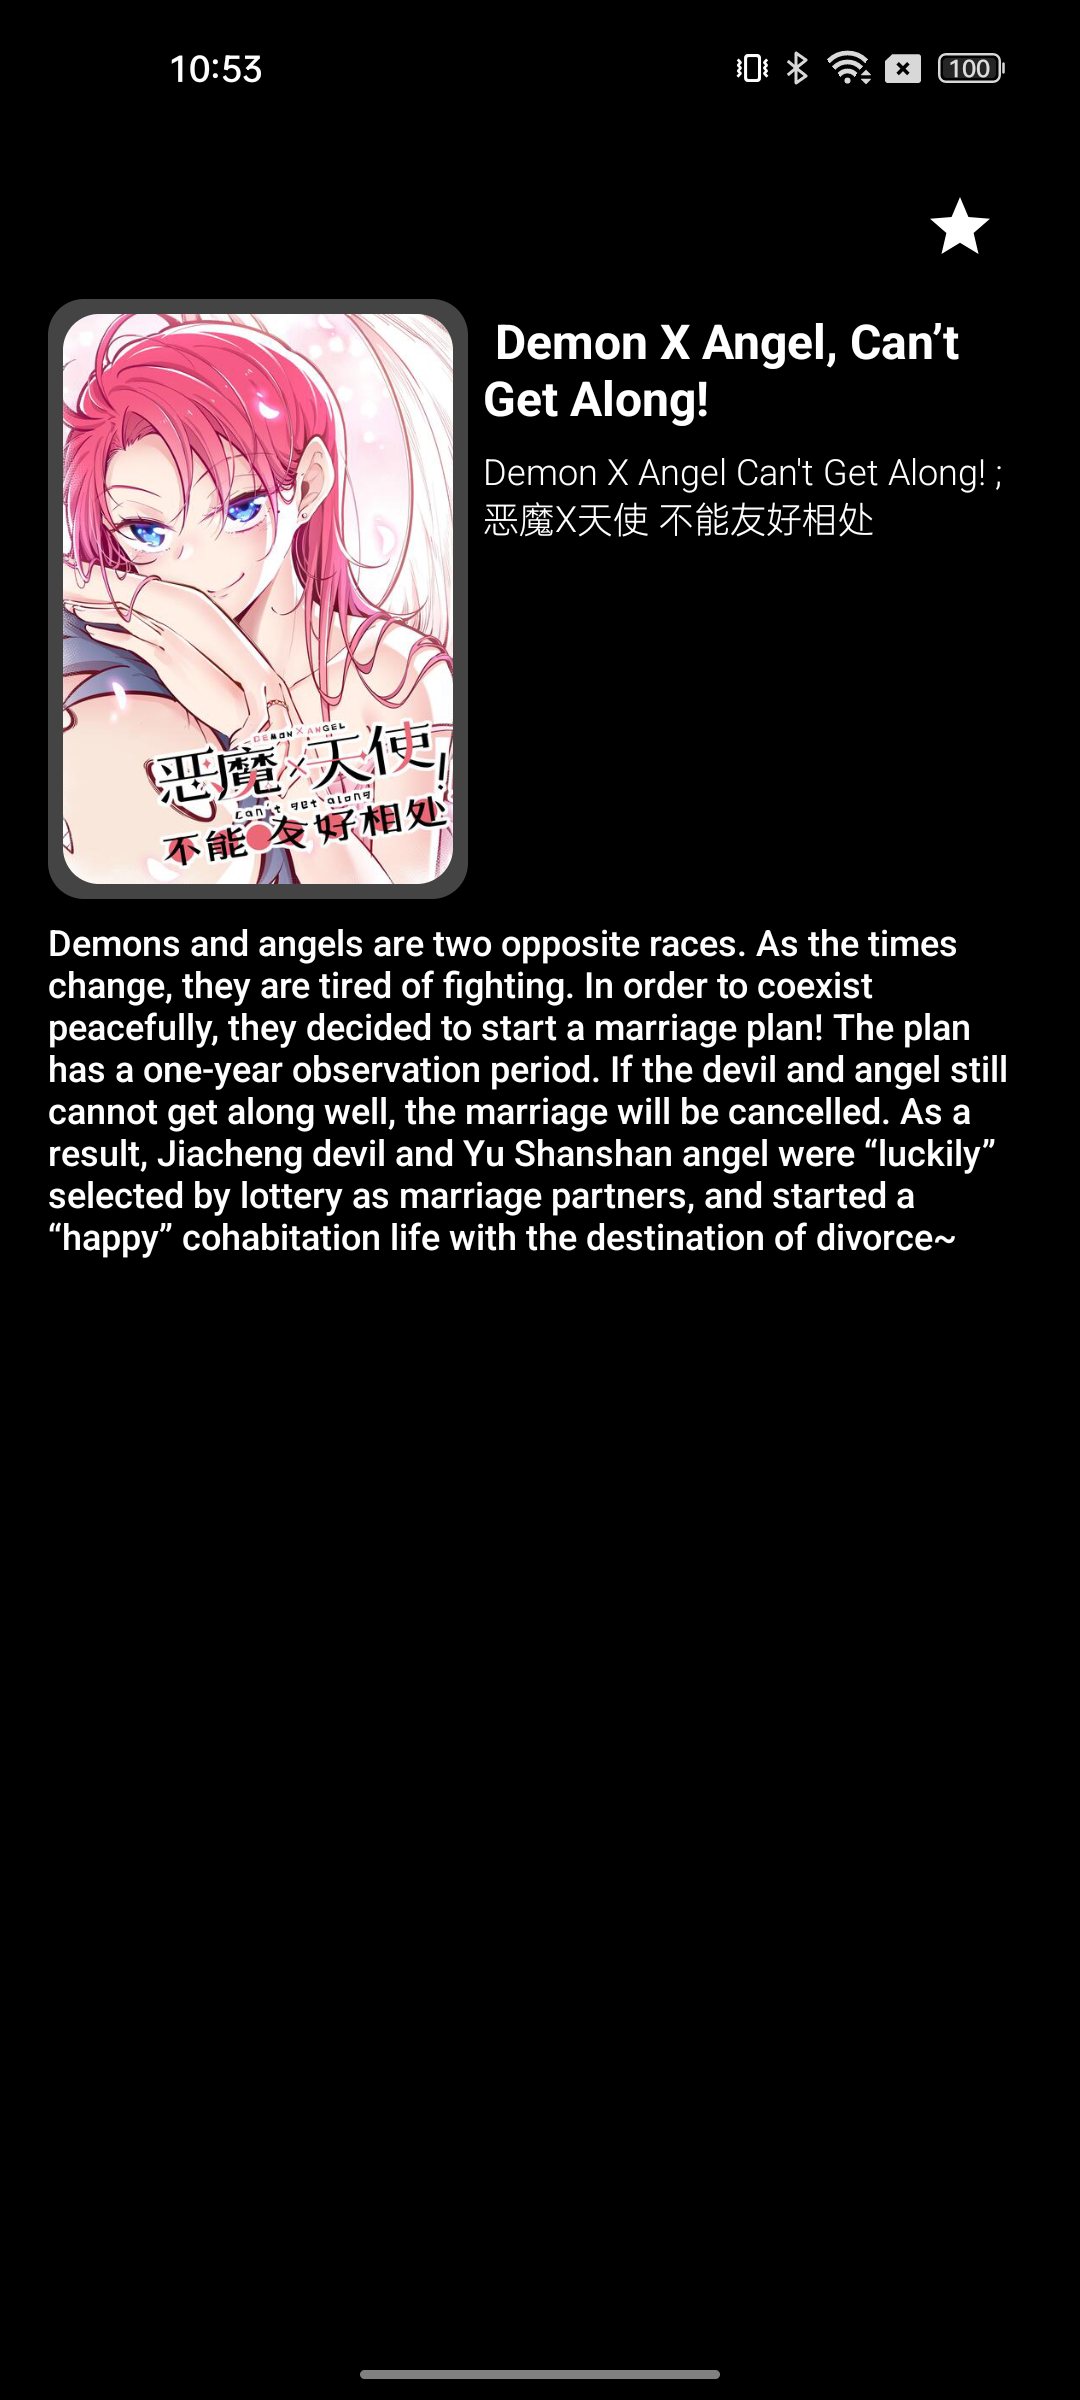 10:53
100
Demon X Angel, Can’t
Get Along!
Demon X Angel Can't Get Along! ;
恶魔X天使 不能友好相处
DEMON X ANGEL
恶魔×天使!
can't get along
不能友好相处
Demons and angels are two opposite races. As the times
change, they are tired of fighting. In order to coexist
peacefully, they decided to start a marriage plan! The plan
has a one-year observation period. If the devil and angel still
cannot get along well, the marriage will be cancelled. As a
result, Jiacheng devil and Yu Shanshan angel were “luckily”
selected by lottery as marriage partners, and started a
“happy” cohabitation life with the destination of divorce~